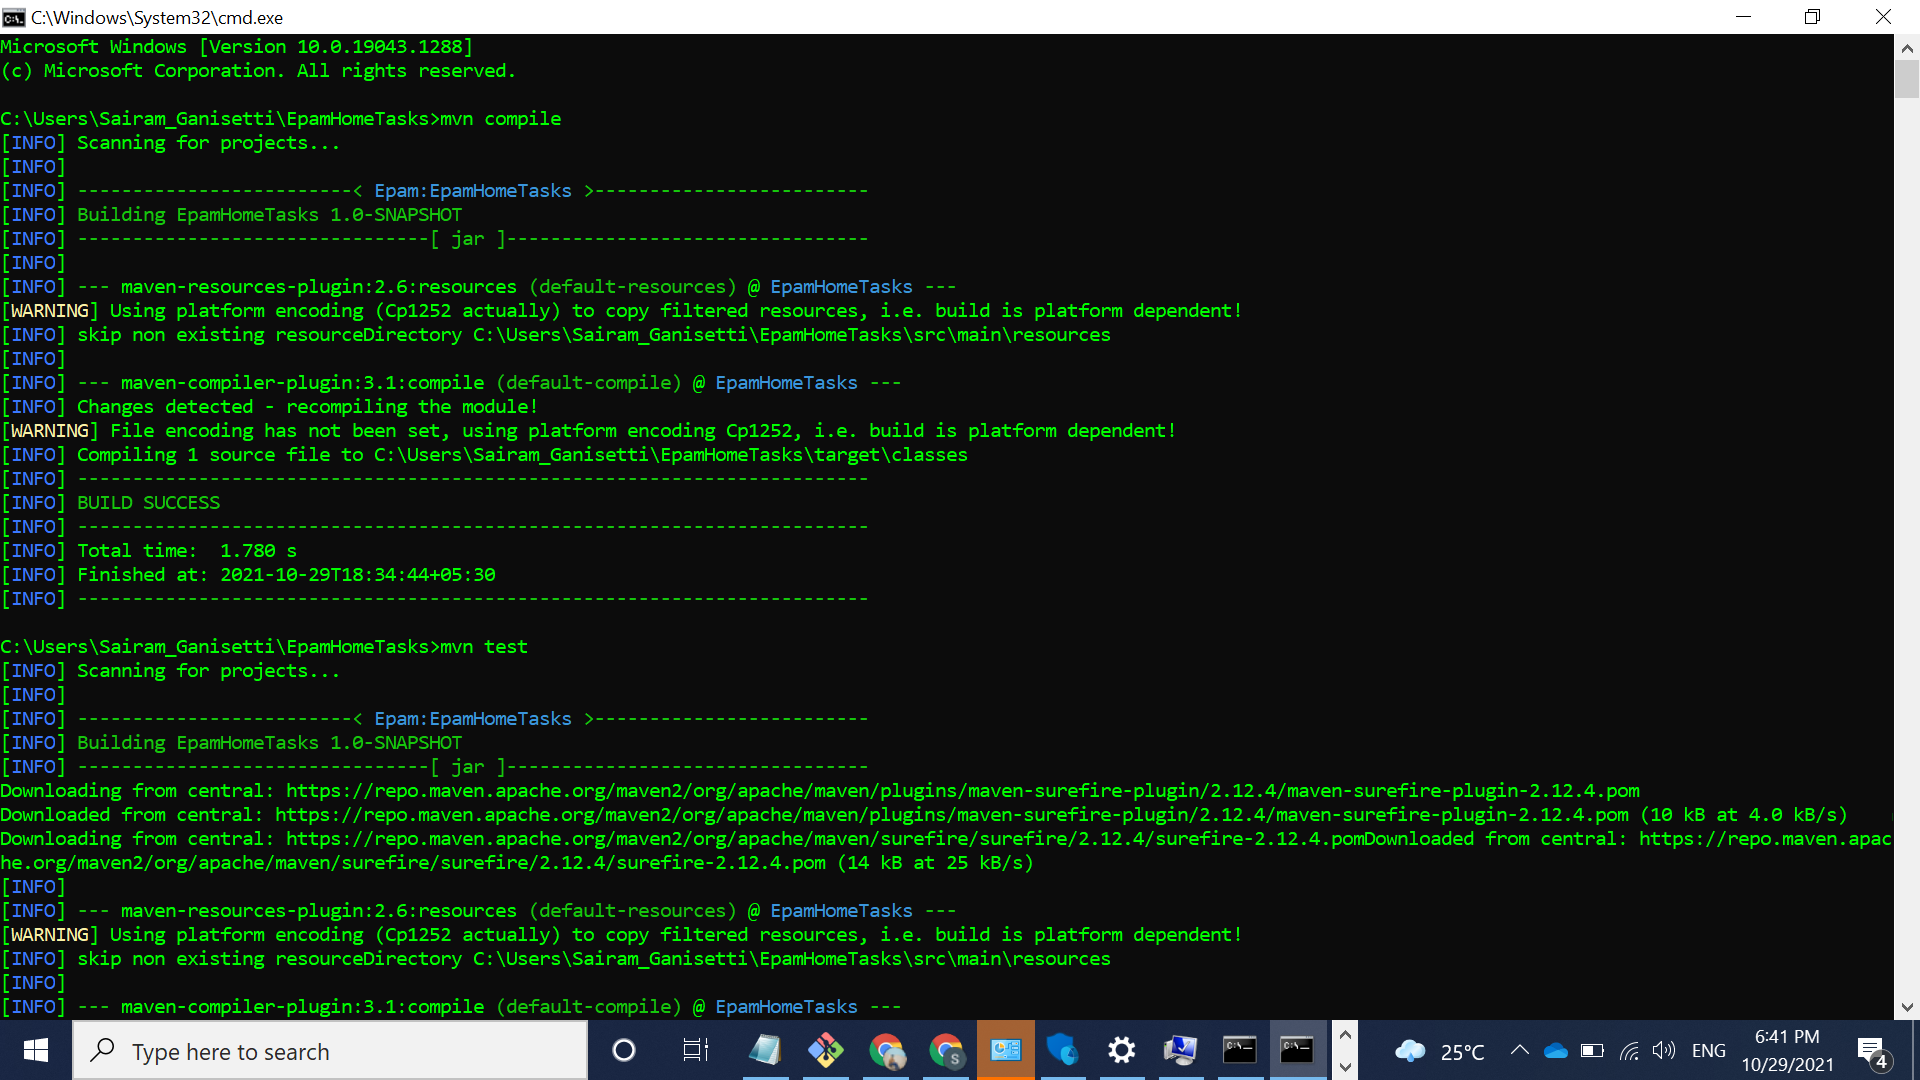 C:\Windows\System32\cmd.exe
Microsoft Windows [Version 10.0.19043.1288]
(c) Microsoft Corporation. All rights reserved.
C:\Users\Sairam_Ganisetti\EpamHomeTasks>mvn compile
[INFO] Scanning for projects...
[INFO]
[INFO] -------------------------< Epam:EpamHomeTasks >-------------------------
[INFO] Building EpamHomeTasks 1.0-SNAPSHOT
[INFO] --------------------------------[ jar ]---------------------------------
[INFO]
[INFO] --- maven-resources-plugin:2.6:resources (default-resources) @ EpamHomeTasks ---
[WARNING] Using platform encoding (Cp1252 actually) to copy filtered resources, i.e. build is platform dependent!
[INFO] skip non existing resourceDirectory C:\Users\Sairam_Ganisetti\EpamHomeTasks\src\main\resources
[INFO]
[INFO] --- maven-compiler-plugin:3.1:compile (default-compile) @ EpamHomeTasks ---
[INFO] Changes detected - recompiling the module!
[WARNING] File encoding has not been set, using platform encoding Cp1252, i.e. build is platform dependent!
[INFO] Compiling 1 source file to C:\Users\Sairam_Ganisetti\EpamHomeTasks\target\classes
[INFO] ------------------------------------------------------------------------
[INFO] BUILD SUCCESS
[INFO] ------------------------------------------------------------------------
[INFO] Total time:  1.780 s
[INFO] Finished at: 2021-10-29T18:34:44+05:30
[INFO] ------------------------------------------------------------------------
C:\Users\Sairam_Ganisetti\EpamHomeTasks>mvn test
[INFO] Scanning for projects...
[INFO]
[INFO] -------------------------< Epam:EpamHomeTasks >-------------------------
[INFO] Building EpamHomeTasks 1.0-SNAPSHOT
[INFO] --------------------------------[ jar ]---------------------------------
Downloading from central: https://repo.maven.apache.org/maven2/org/apache/maven/plugins/maven-surefire-plugin/2.12.4/maven-surefire-plugin-2.12.4.pom
Downloaded from central: https://repo.maven.apache.org/maven2/org/apache/maven/plugins/maven-surefire-plugin/2.12.4/maven-surefire-plugin-2.12.4.pom (10 kB at 4.0 kB/s)
Downloading from central: https://repo.maven.apache.org/maven2/org/apache/maven/surefire/surefire/2.12.4/surefire-2.12.4.pomDownloaded from central: https://repo.maven.apac
he.org/maven2/org/apache/maven/surefire/surefire/2.12.4/surefire-2.12.4.pom (14 kB at 25 kB/s)
[INFO]
[INFO] --- maven-resources-plugin:2.6:resources (default-resources) @ EpamHomeTasks ---
[WARNING] Using platform encoding (Cp1252 actually) to copy filtered resources, i.e. build is platform dependent!
[INFO] skip non existing resourceDirectory C:\Users\Sairam_Ganisetti\EpamHomeTasks\src\main\resources
[INFO]
[INFO] --- maven-compiler-plugin:3.1:compile (default-compile) @ EpamHomeTasks ---
Type here to search
S
25°C
ENG
6:41 PM
10/29/2021
4